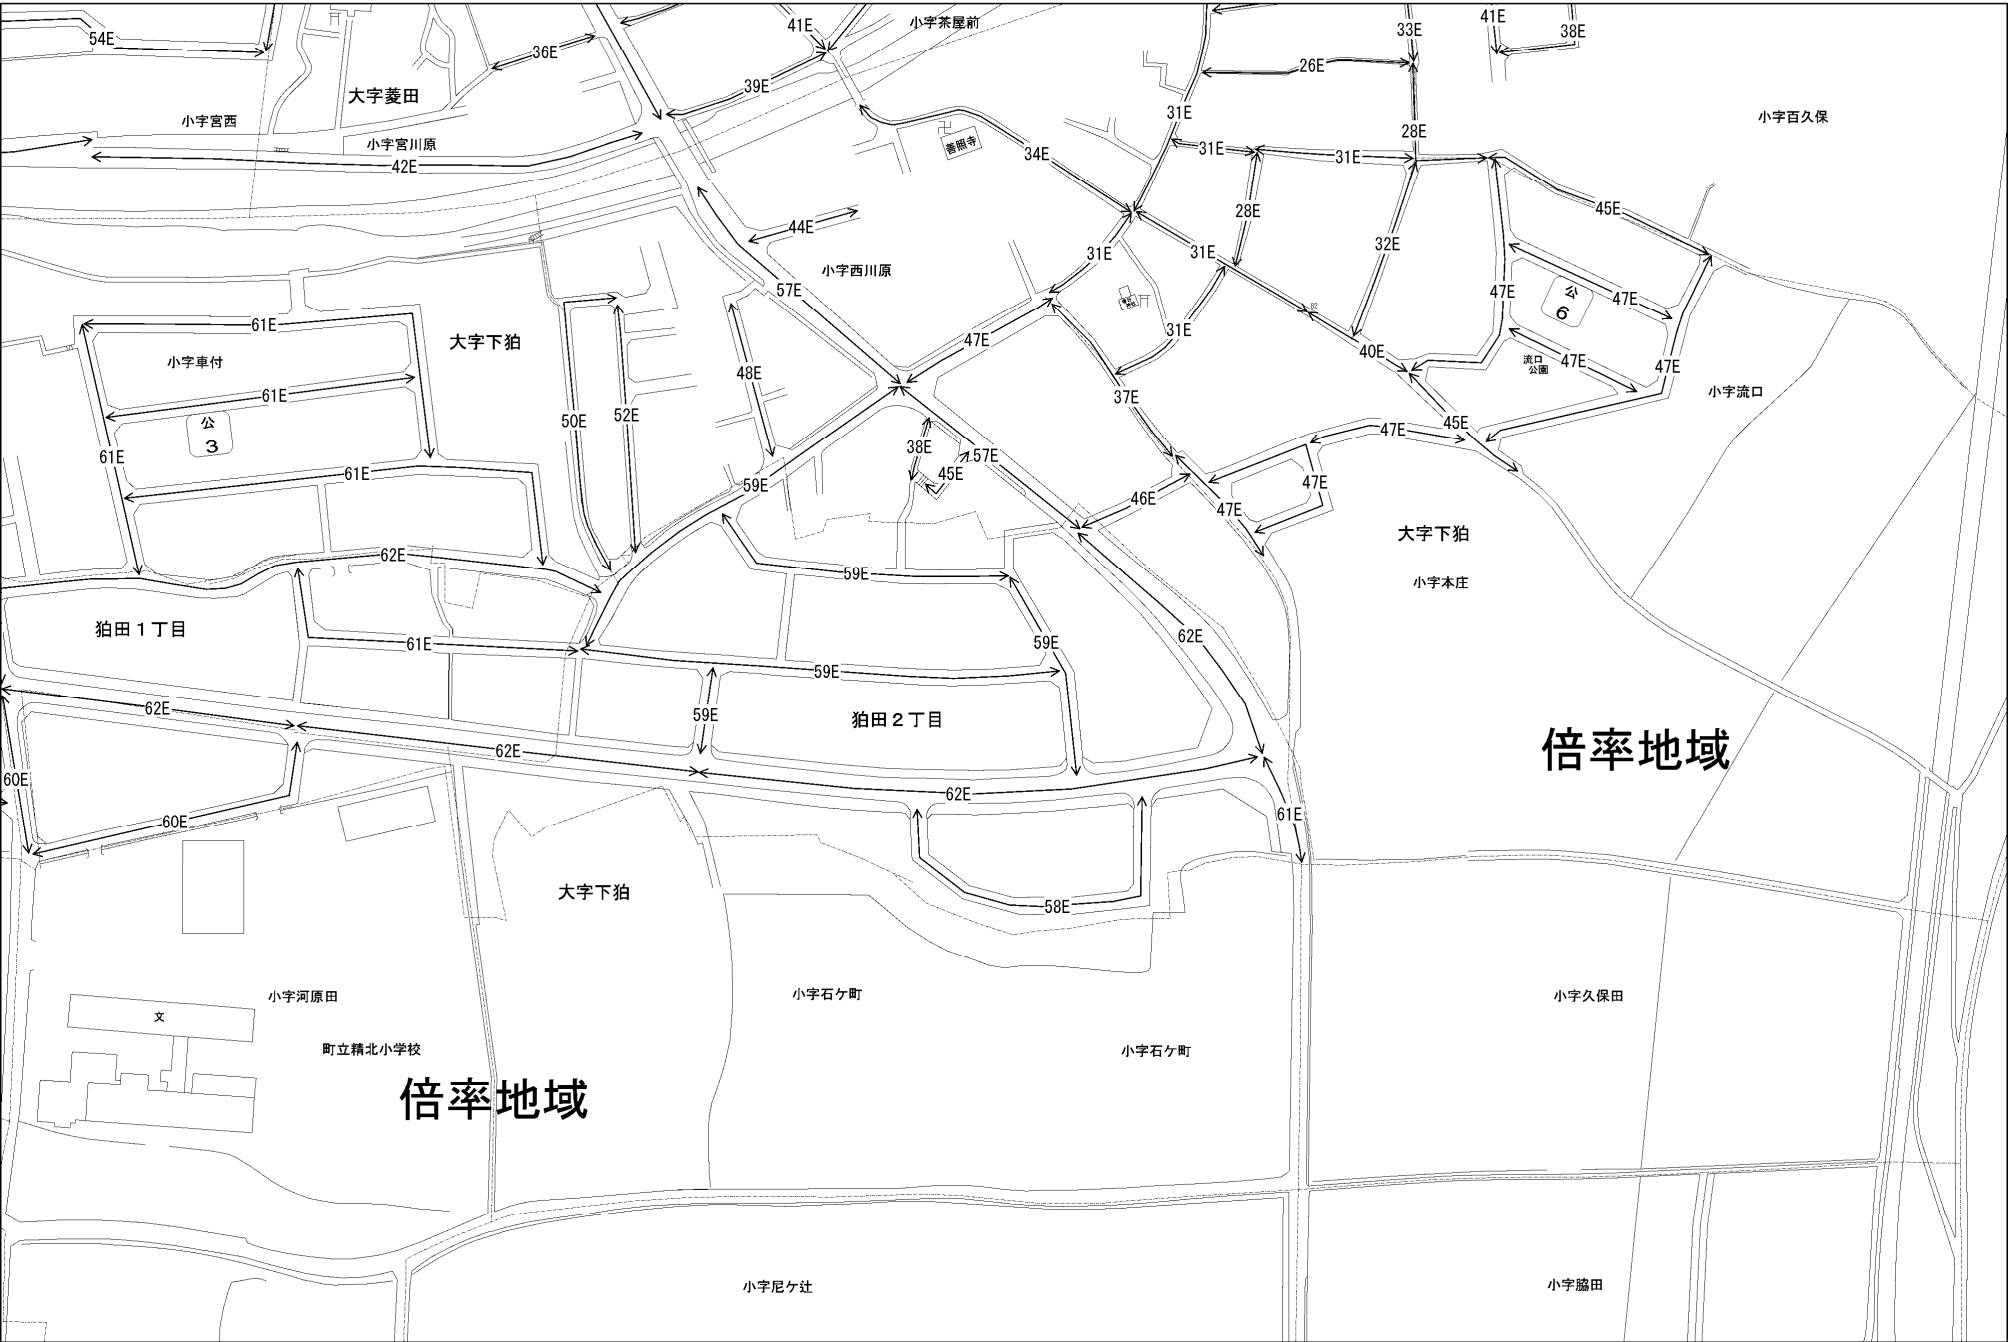 41E
33E
41E
38E
54E
36E
小字茶屋前
39E
26E
大字菱田
31E
小字百久保
小字宮西
小字宮川原
28E
善照寺
34E
31E
31E
42E
45E
28E
44E
32E
31E
31E
小字西川原
57E
47E
公
6
47E
61E
31E
大字下狛
47E
小字車付
40E
流口
公園
47E
47E
48E
小字流口
61E
37E
公
3
50E
52E
45E
47E
38E
61E
57E
61E
45E
59E
47E
46E
47E
大字下狛
62E
59E
小字本庄
狛田1丁目
62E
61E
59E
59E
62E
59E
狛田2丁目
62E
倍率地域
60E
62E
61E
60E
大字下狛
58E
小字河原田
小字石ケ町
小字久保田
文
町立精北小学校
小字石ケ町
倍率地域
小字尼ケ辻
小字脇田